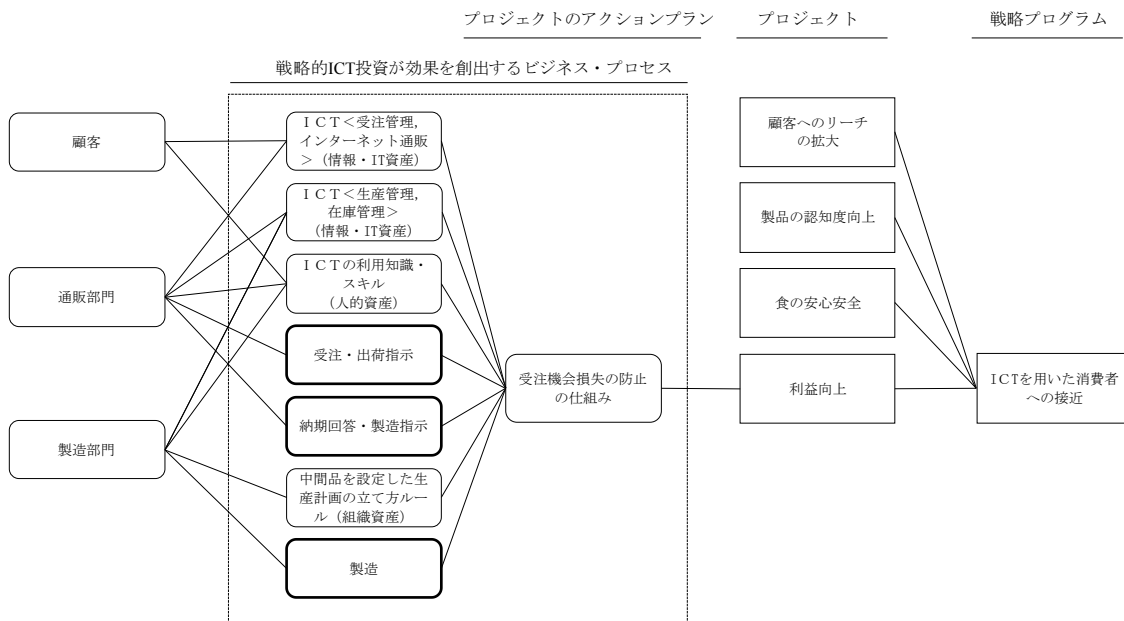 プロジェクトのアクションプラン
プロジェクト
戦略プログラム
戦略的ICT投資が効果を創出するビジネス・プロセス
顧客
通販部門
製造部門
ＩＣＴ＜受注管理,
インターネット通販
＞（情報・IT資産）
ＩＣＴ＜生産管理,
在庫管理＞
（情報・IT資産）
ＩＣＴの利用知識・
スキル
（人的資産）
受注・出荷指示
納期回答・製造指示
中間品を設定した生
産計画の立て方ルー
ル（組織資産）
製造
受注機会損失の防止
の仕組み
顧客へのリーチ
の拡大
製品の認知度向上
食の安心安全
利益向上
ＩＣＴを用いた消費者
への接近